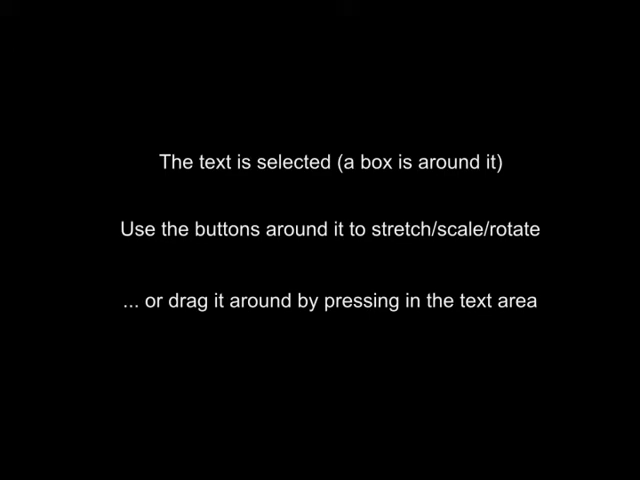 The text is selected (a box is around it)
Use the buttons around it to stretch/scale/rotate
... or drag it around by pressing in the text area